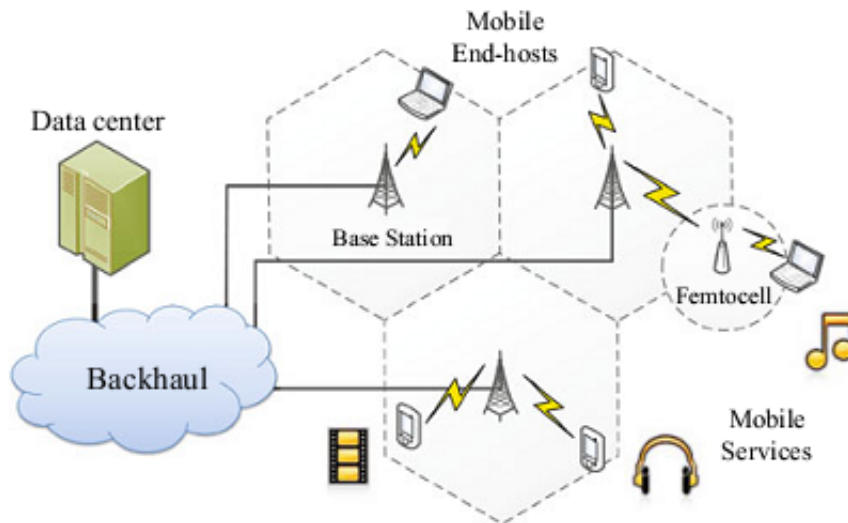 Mobile
End-hosts
Data center
Base Station
Femtocell
Backhaul
Mobile
Services